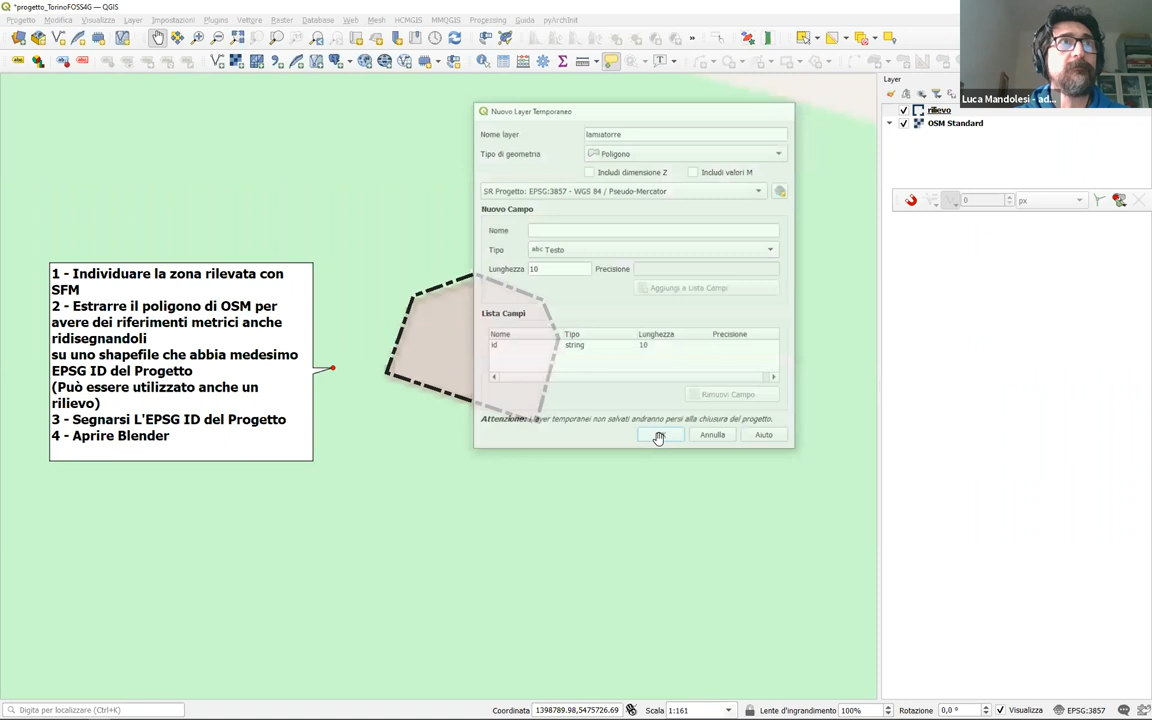 *progetto_TorinoFOSS4G — QGIS
Progetto Modifica Visualizza Layer Impostazioni Plugins Vettore Raster Database Web Mesh HCMGIS MMQGIS Processing Guida pyArchInit
Luca Mandolesi - ad...
Layer
rilievo
OSM Standard
0 px
Nuovo Layer Temporaneo
Nome layer lamiatorre
Tipo di geometria Poligono
Includi dimensione Z Includi valori M
SR Progetto: EPSG:3857 - WGS 84 / Pseudo-Mercator
Nuovo Campo
Nome
Tipo abc Testo
Lunghezza 10 Precisione
Aggiungi a Lista Campi
Lista Campi
Nome Tipo Lunghezza Precisione
id string 10
Rimuovi Campo
Attenzione: I layer temporanei non salvati andranno persi alla chiusura del progetto.
Annulla Aiuto
1 - Individuare la zona rilevata con
SFM
2 - Estrarre il poligono di OSM per
avere dei riferimenti metrici anche
ridisegnandoli
su uno shapefile che abbia medesimo
EPSG ID del Progetto
(Può essere utilizzato anche un
rilievo)
3 - Segnarsi L'EPSG ID del Progetto
4 - Aprire Blender
Digita per localizzare (Ctrl+K) Coordinata 1398789.98,5475726.69 Scala 1:161 Lente d'ingrandimento 100% Rotazione 0,0 ° Visualizza EPSG:3857